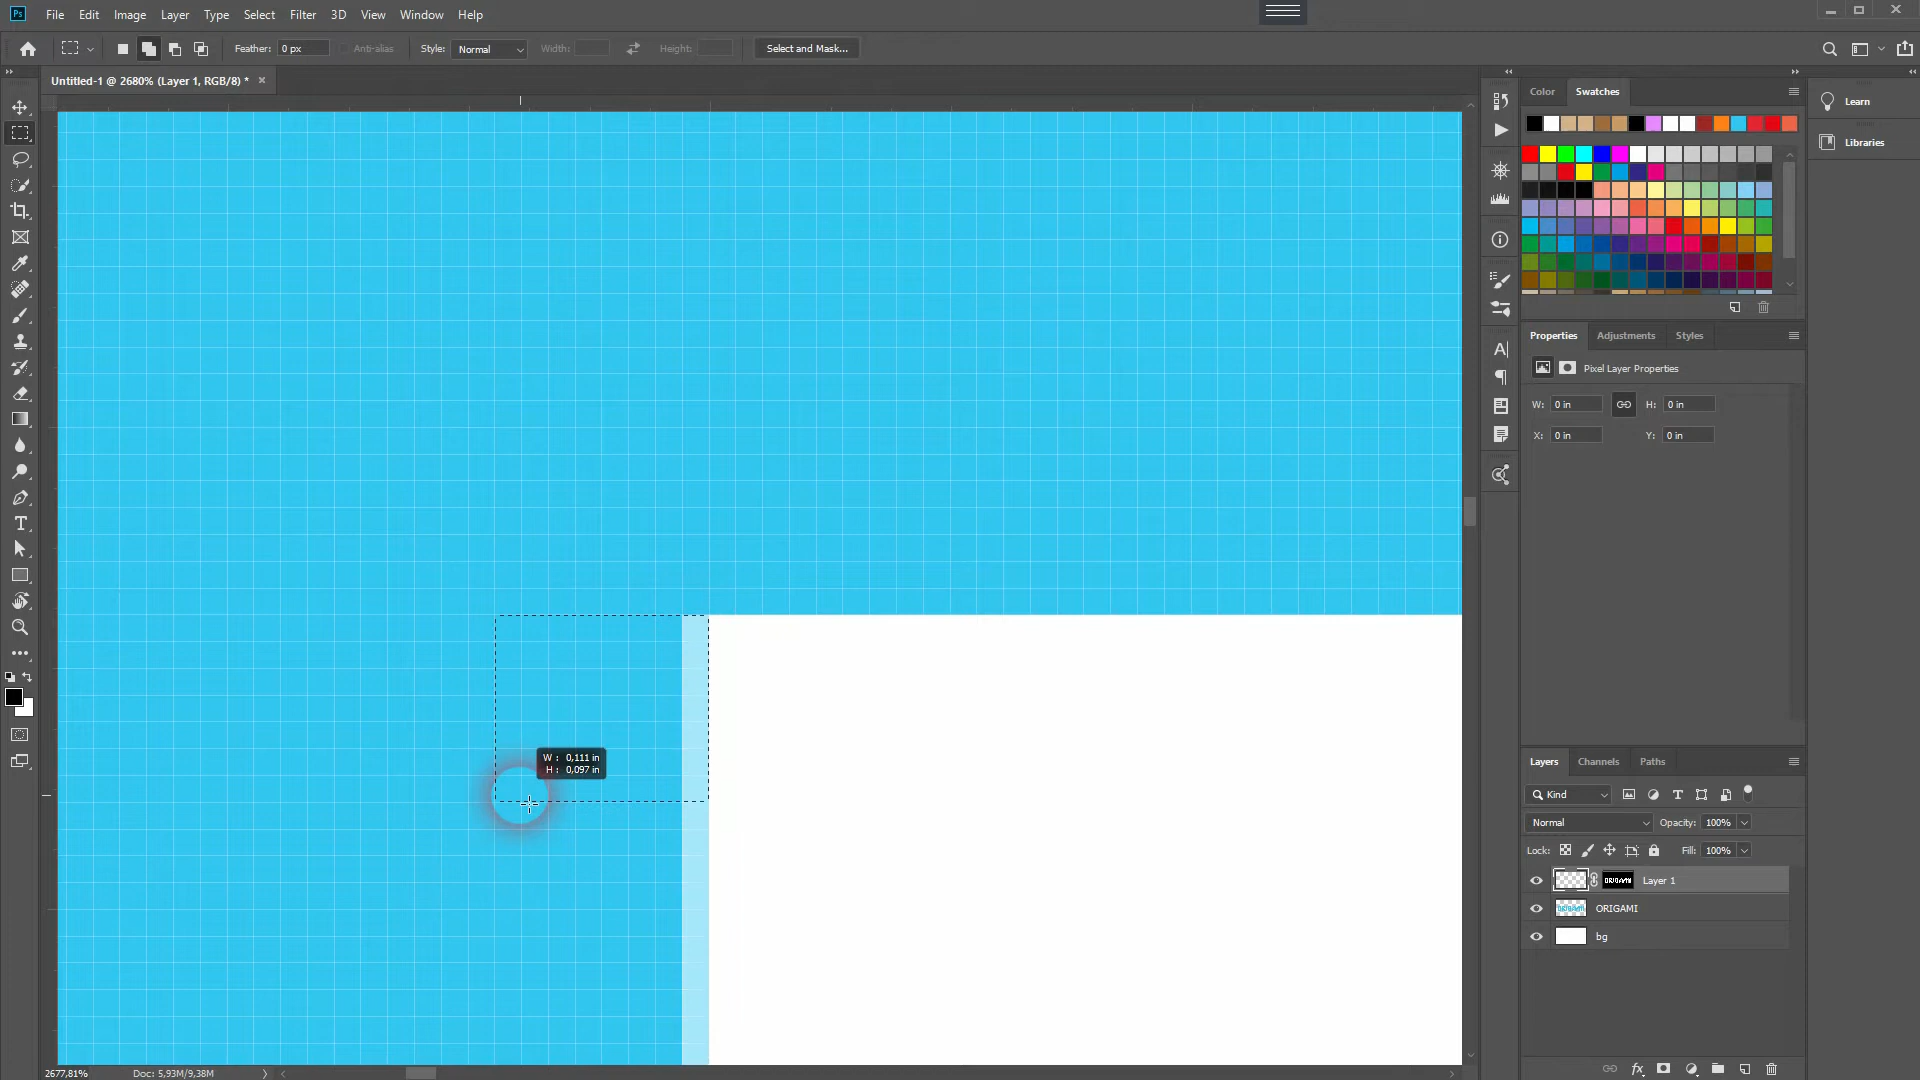 Ps File Edit Image Layer Type Select Filter 3D View Window Help
Feather: 0 px Anti-alias Style: Normal Width: Height: Select and Mask...
Untitled-1 @ 2680% (Layer 1, RGB/8) *
Color Swatches
Learn
Libraries
Properties Adjustments Styles
Pixel Layer Properties
W: 0 in H: 0 in
X: 0 in Y: 0 in
W : 0,111 in
H : 0,097 in
Layers Channels Paths
Kind
Normal Opacity: 100%
Lock: Fill: 100%
ORIGAMI Layer 1
ORIGAMI ORIGAMI
bg
2677,81% Doc: 5,93M/9,38M